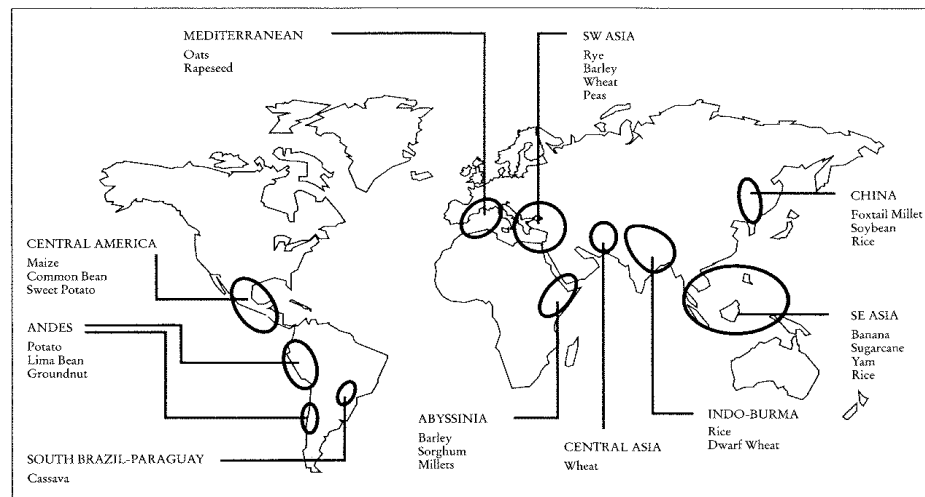 MEDITERRANEAN
Oats
Rapeseed
SW ASIA
Rye
Barley
Wheat
Peas
CHINA
Foxtail Millet
Soybean
Rice
CENTRAL AMERICA
Maize
Common Bean
Sweet Potato
SE ASIA
Banana
Sugarcane
Yam
Rice
ANDES
Potato
Lima Bean
Groundnut
ABYSSINIA
Barley
Sorghum
Millets
CENTRAL ASIA
Wheat
INDO-BURMA
Rice
Dwarf Wheat
SOUTH BRAZIL-PARAGUAY
Cassava